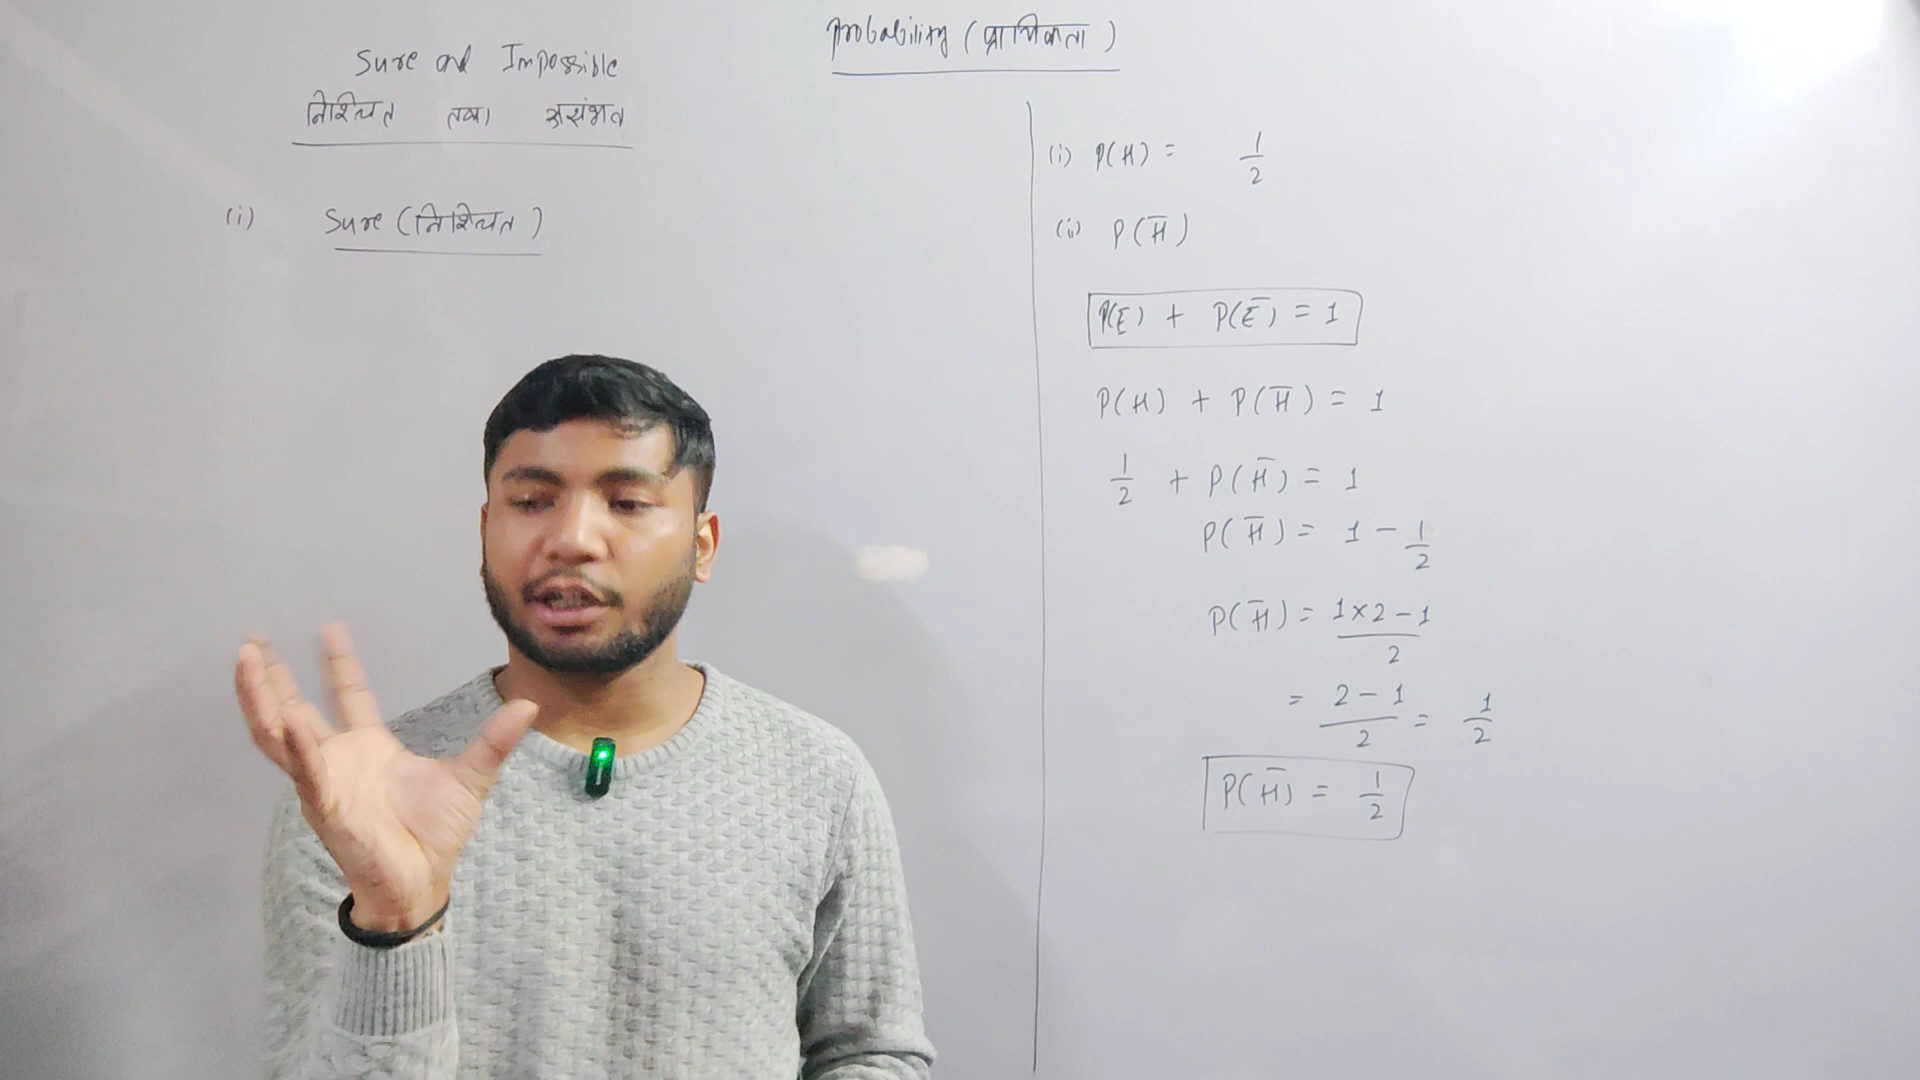 Probability (प्रायिकता)
Sure and Impossible
निश्चित तथा असंभव
(i) Sure (निश्चित)
(i) P(H) = 1/2
(ii) P(H̅)
P(E) + P(E̅) = 1
P(H) + P(H̅) = 1
1/2 + P(H̅) = 1
P(H̅) = 1 - 1/2
P(H̅) = 1×2-1/2
= 2-1/2 = 1/2
P(H̅) = 1/2